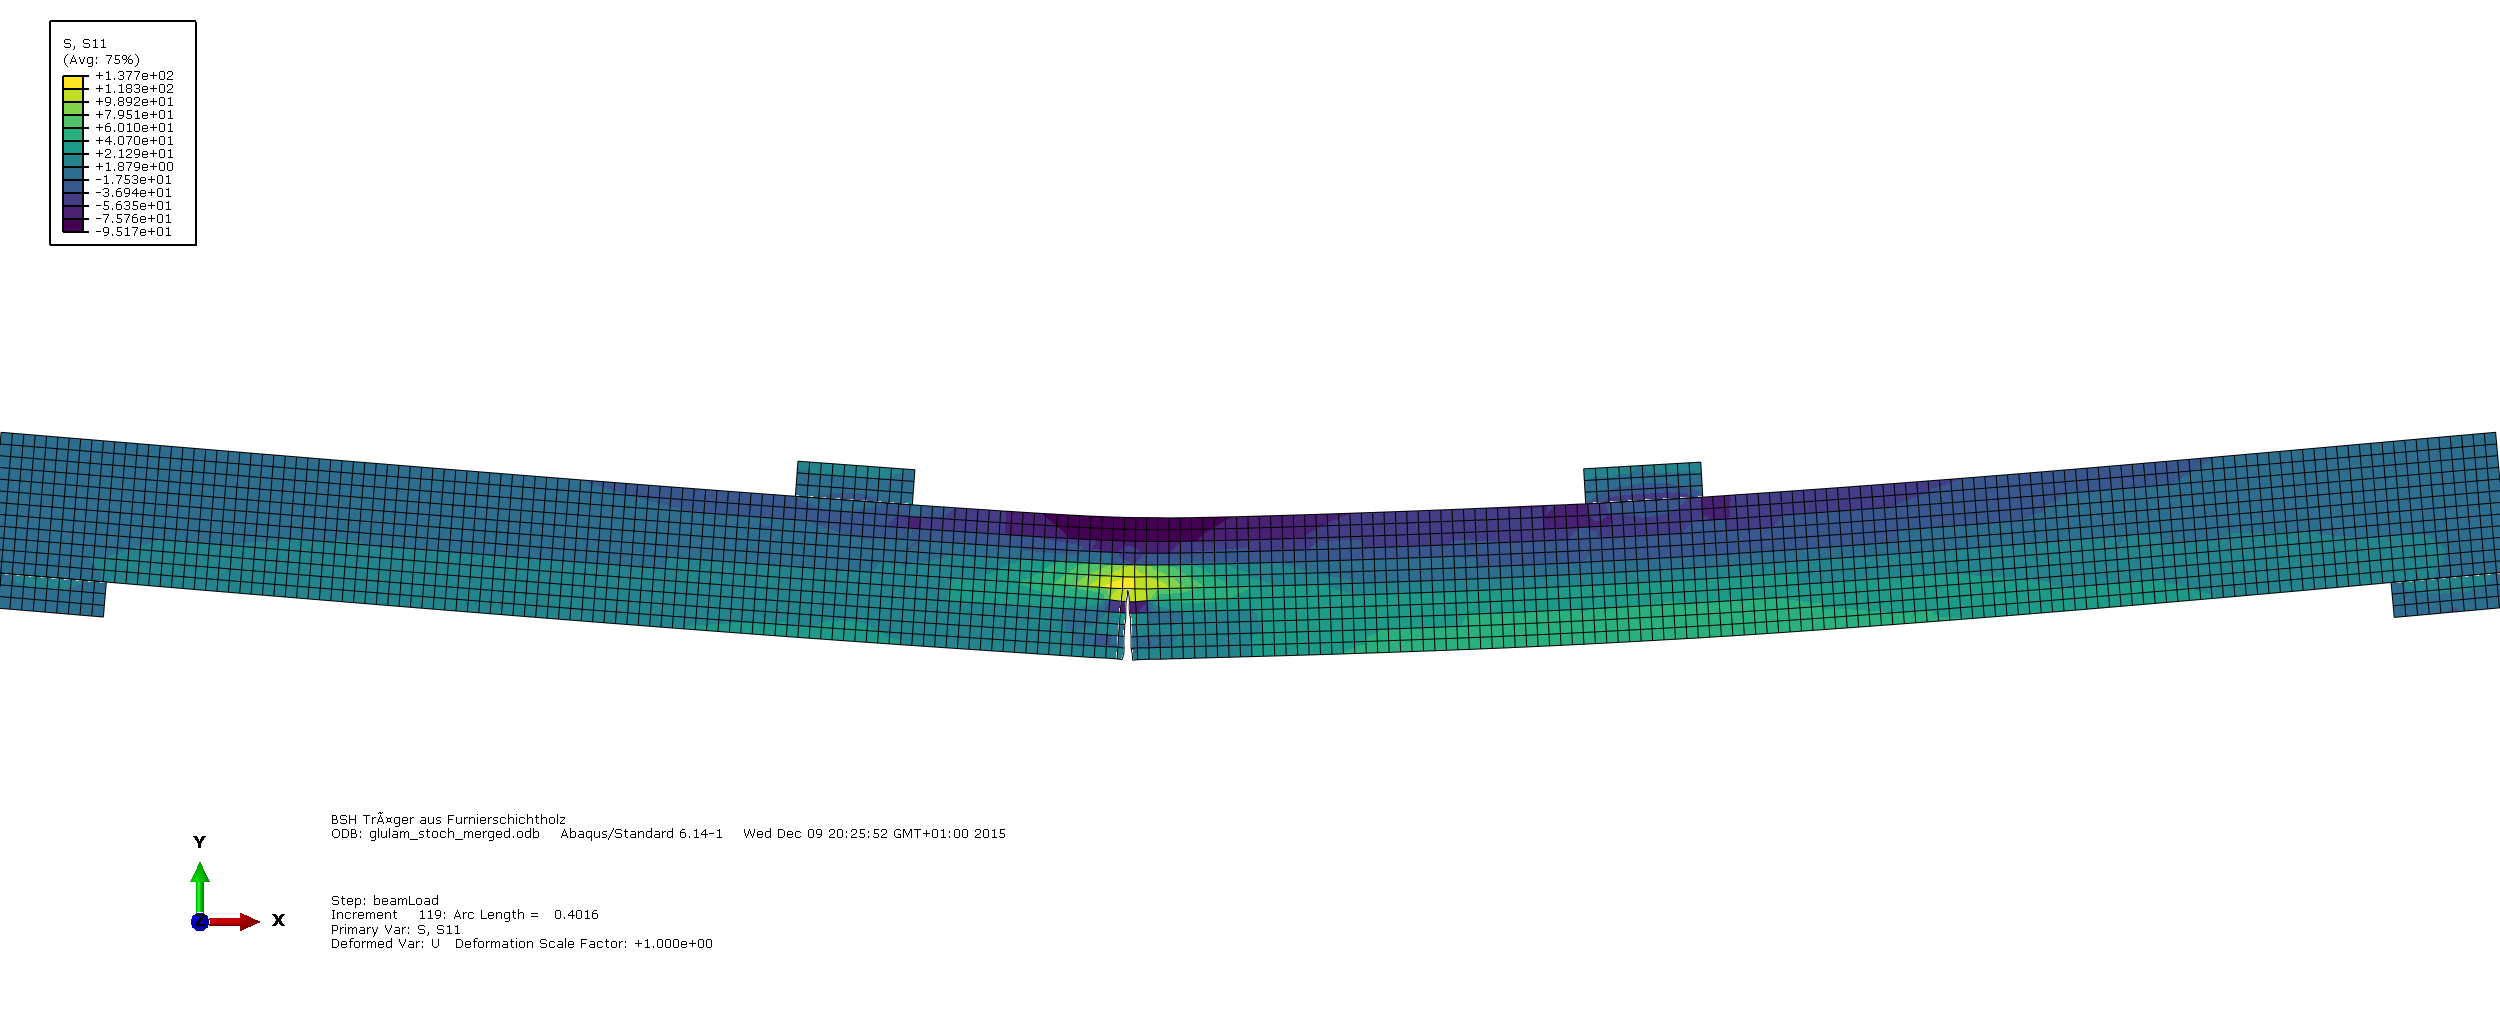 S, S11
(Avg: 75%)
+1.377e+02
+1.183e+02
+9.892e+01
+7.951e+01
+6.010e+01
+4.070e+01
+2.129e+01
+1.879e+00
-1.753e+01
-3.694e+01
-5.635e+01
-7.576e+01
-9.517e+01
BSH TrÃ¤ger aus Furnierschichtholz
ODB: glulam_stoch_merged.odb Abaqus/Standard 6.14-1 Wed Dec 09 20:25:52 GMT+01:00 2015
Y
Z
X
Step: beamLoad
Increment 119: Arc Length = 0.4016
Primary Var: S, S11
Deformed Var: U Deformation Scale Factor: +1.000e+00